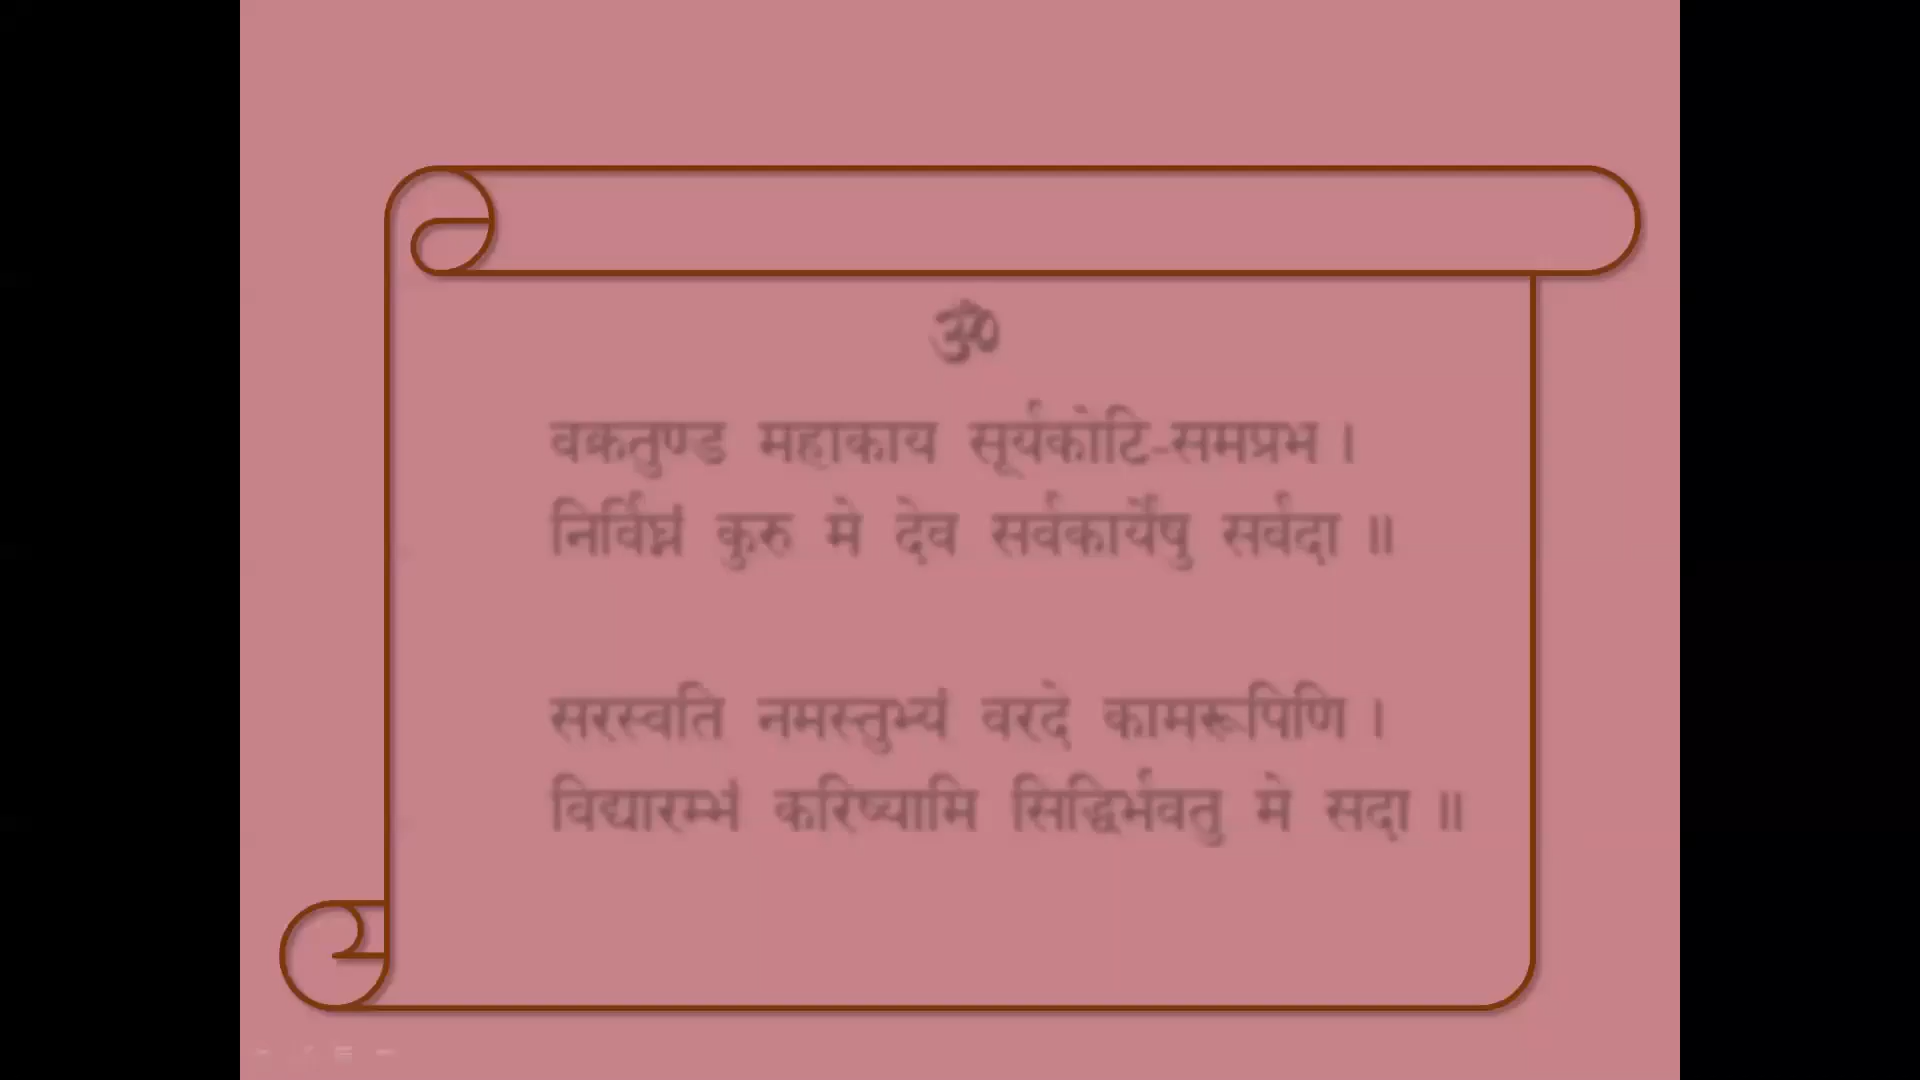 ॐ
वक्रतुण्ड महाकाय सूर्यकोटि-समप्रभ ।
निर्विघ्नं कुरु मे देव सर्वकार्येषु सर्वदा ॥
सरस्वति नमस्तुभ्यं वरदे कामरूपिणि ।
विद्यारम्भं करिष्यामि सिद्धिर्भवतु मे सदा ॥